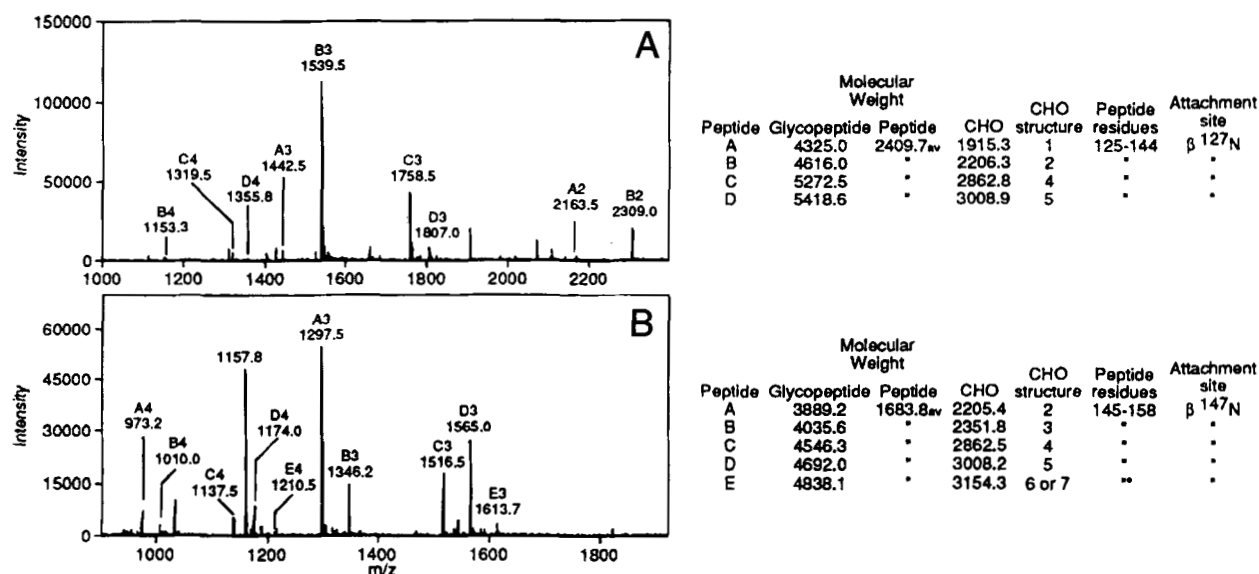 A
Intensity
150000
100000
50000
0
B4
1153.3
C4
1319.5
D4
1355.8
A3
1442.5
B3
1539.5
C3
1758.5
D3
1807.0
A2
2163.5
B2
2309.0
1000 1200 1400 1600 1800 2000 2200
Molecular
Weight
Peptide Glycopeptide Peptide CHO CHO structure Peptide residues Attachment site
A 4325.0 2409.7av 1915.3 1 125-144 β 127N
B 4616.0 " 2206.3 2 " "
C 5272.5 " 2862.8 4 " "
D 5418.6 " 3008.9 5 " "
B
Intensity
60000
45000
30000
15000
0
A4
973.2
B4
1010.0
C4
1137.5
1157.8
D4
1174.0
E4
1210.5
A3
1297.5
B3
1346.2
C3
1516.5
D3
1565.0
E3
1613.7
1000 1200 1400 1600 1800
m/z
Molecular
Weight
Peptide Glycopeptide Peptide CHO CHO structure Peptide residues Attachment site
A 3889.2 1683.8av 2205.4 2 145-158 β 147N
B 4035.6 " 2351.8 3 " "
C 4546.3 " 2862.5 4 " "
D 4692.0 " 3008.2 5 " "
E 4838.1 " 3154.3 6 or 7 " "